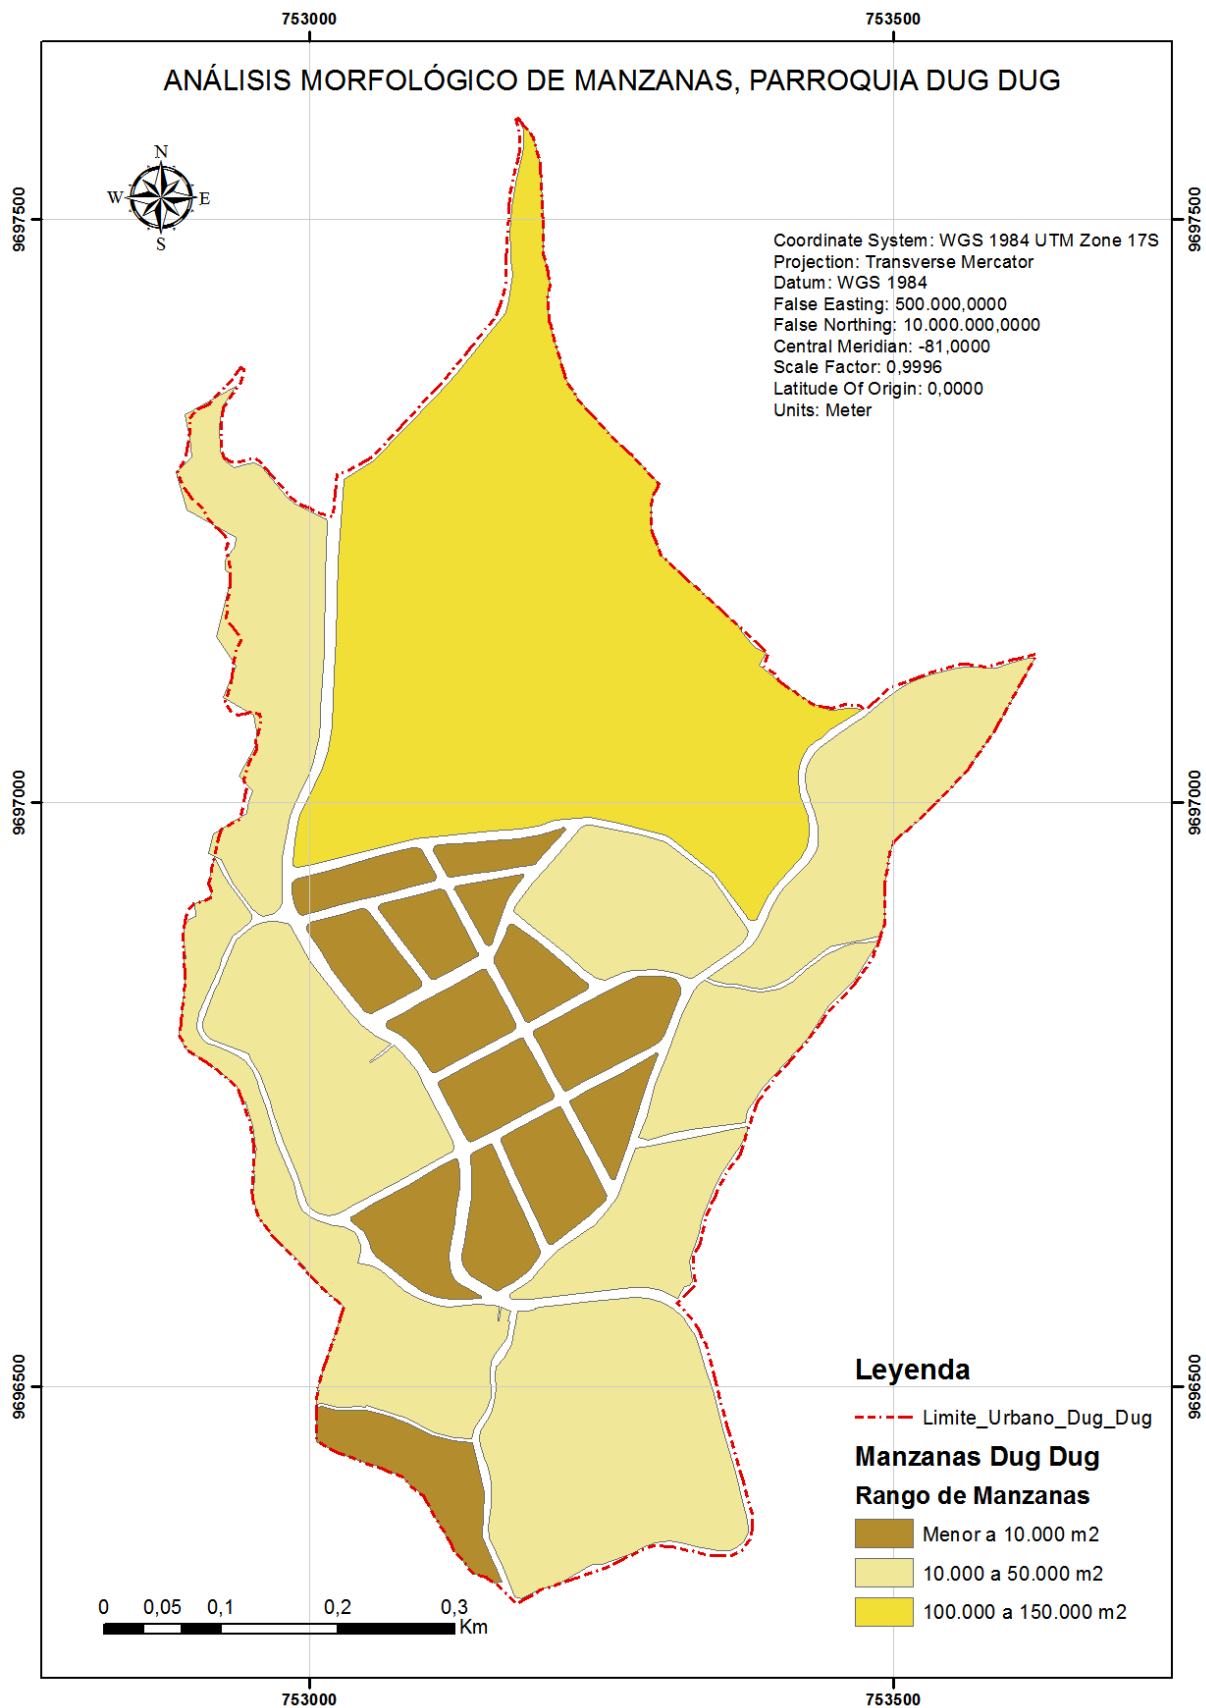 753000
753500
ANÁLISIS MORFOLÓGICO DE MANZANAS, PARROQUIA DUG DUG
N
W
E
S
9697500
9697500
Coordinate System: WGS 1984 UTM Zone 17S
Projection: Transverse Mercator
Datum: WGS 1984
False Easting: 500.000,0000
False Northing: 10.000.000,0000
Central Meridian: -81,0000
Scale Factor: 0,9996
Latitude Of Origin: 0,0000
Units: Meter
9697000
9697000
9696500
9696500
Leyenda
Limite_Urbano_Dug_Dug
Manzanas Dug Dug
Rango de Manzanas
Menor a 10.000 m2
10.000 a 50.000 m2
100.000 a 150.000 m2
0 0,05 0,1 0,2 0,3
Km
753000
753500